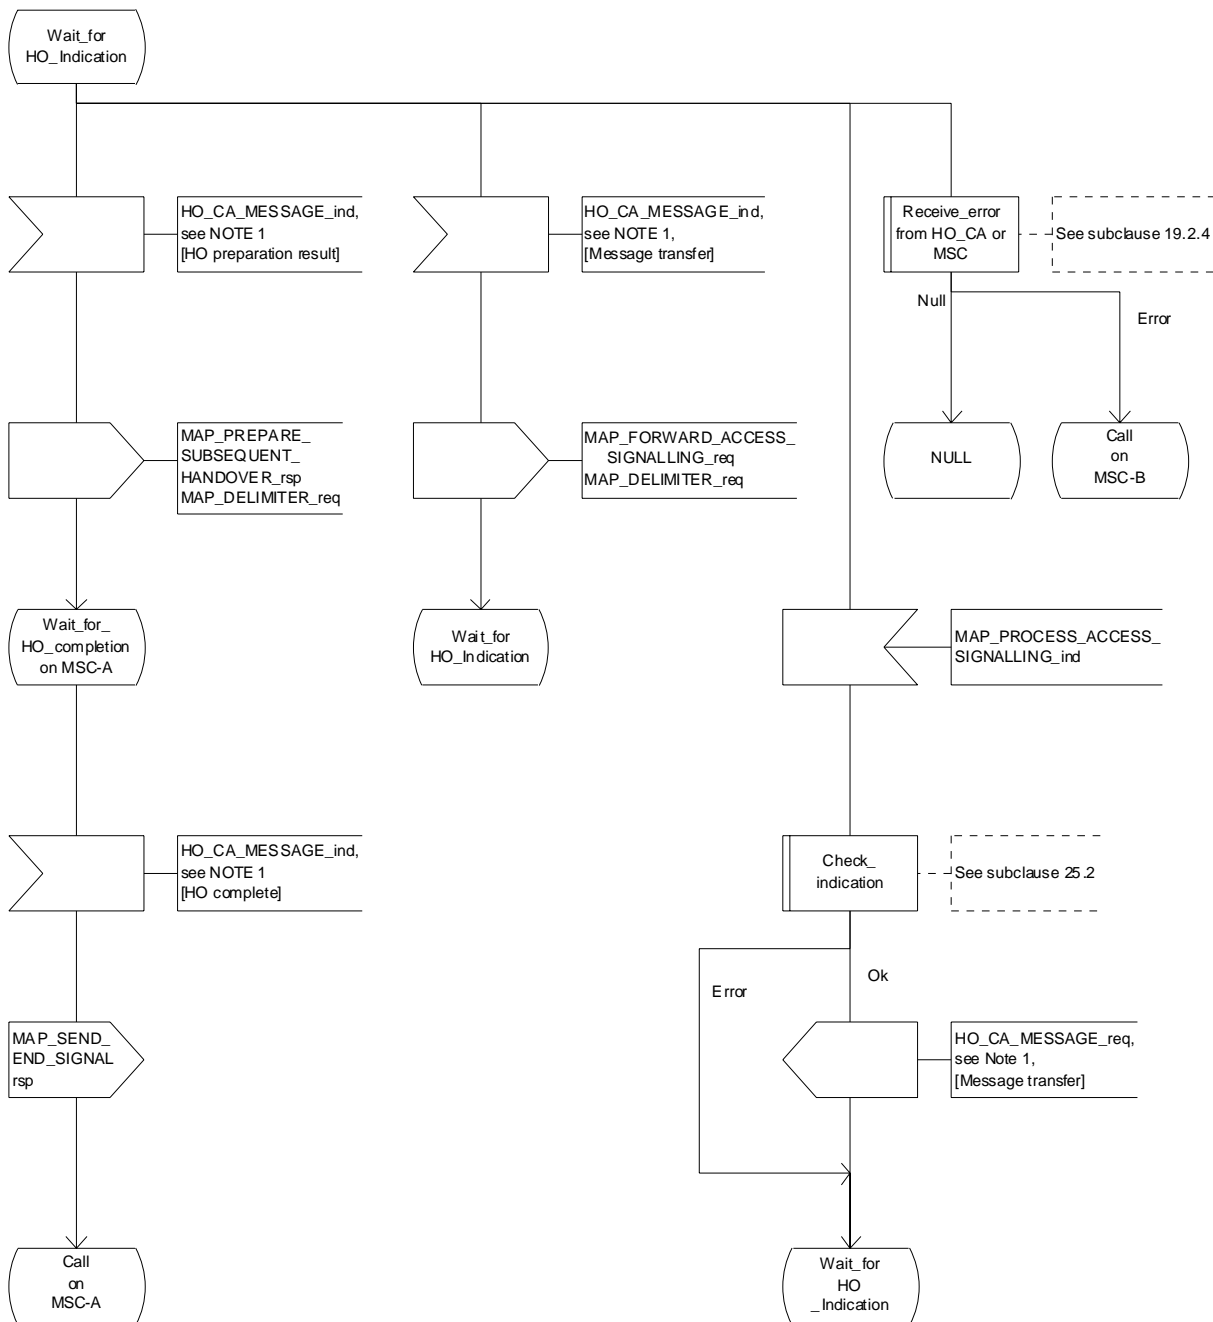 Wait_for
HO_Indication
HO_CA_MESSAGE_ind,
see NOTE 1
[HO preparation result]
HO_CA_MESSAGE_ind,
see NOTE 1,
[Message transfer]
Receive_error
from HO_CA or
MSC
See subclause 19.2.4
Null
Error
MAP_PREPARE_
SUBSEQUENT_
HANDOVER_rsp
MAP_DELIMITER_req
MAP_FORWARD_ACCESS_
SIGNALLING_req
MAP_DELIMITER_req
NULL
Call
on
MSC-B
Wait_for_
HO_completion
on MSC-A
Wait_for
HO_Indication
MAP_PROCESS_ACCESS_
SIGNALLING_ind
HO_CA_MESSAGE_ind,
see NOTE 1
[HO complete]
Check_
indication
See subclause 25.2
Error
Ok
MAP_SEND_
END_SIGNAL
rsp
HO_CA_MESSAGE_req,
see Note 1,
[Message transfer]
Call
on
MSC-A
Wait_for
HO
_Indication